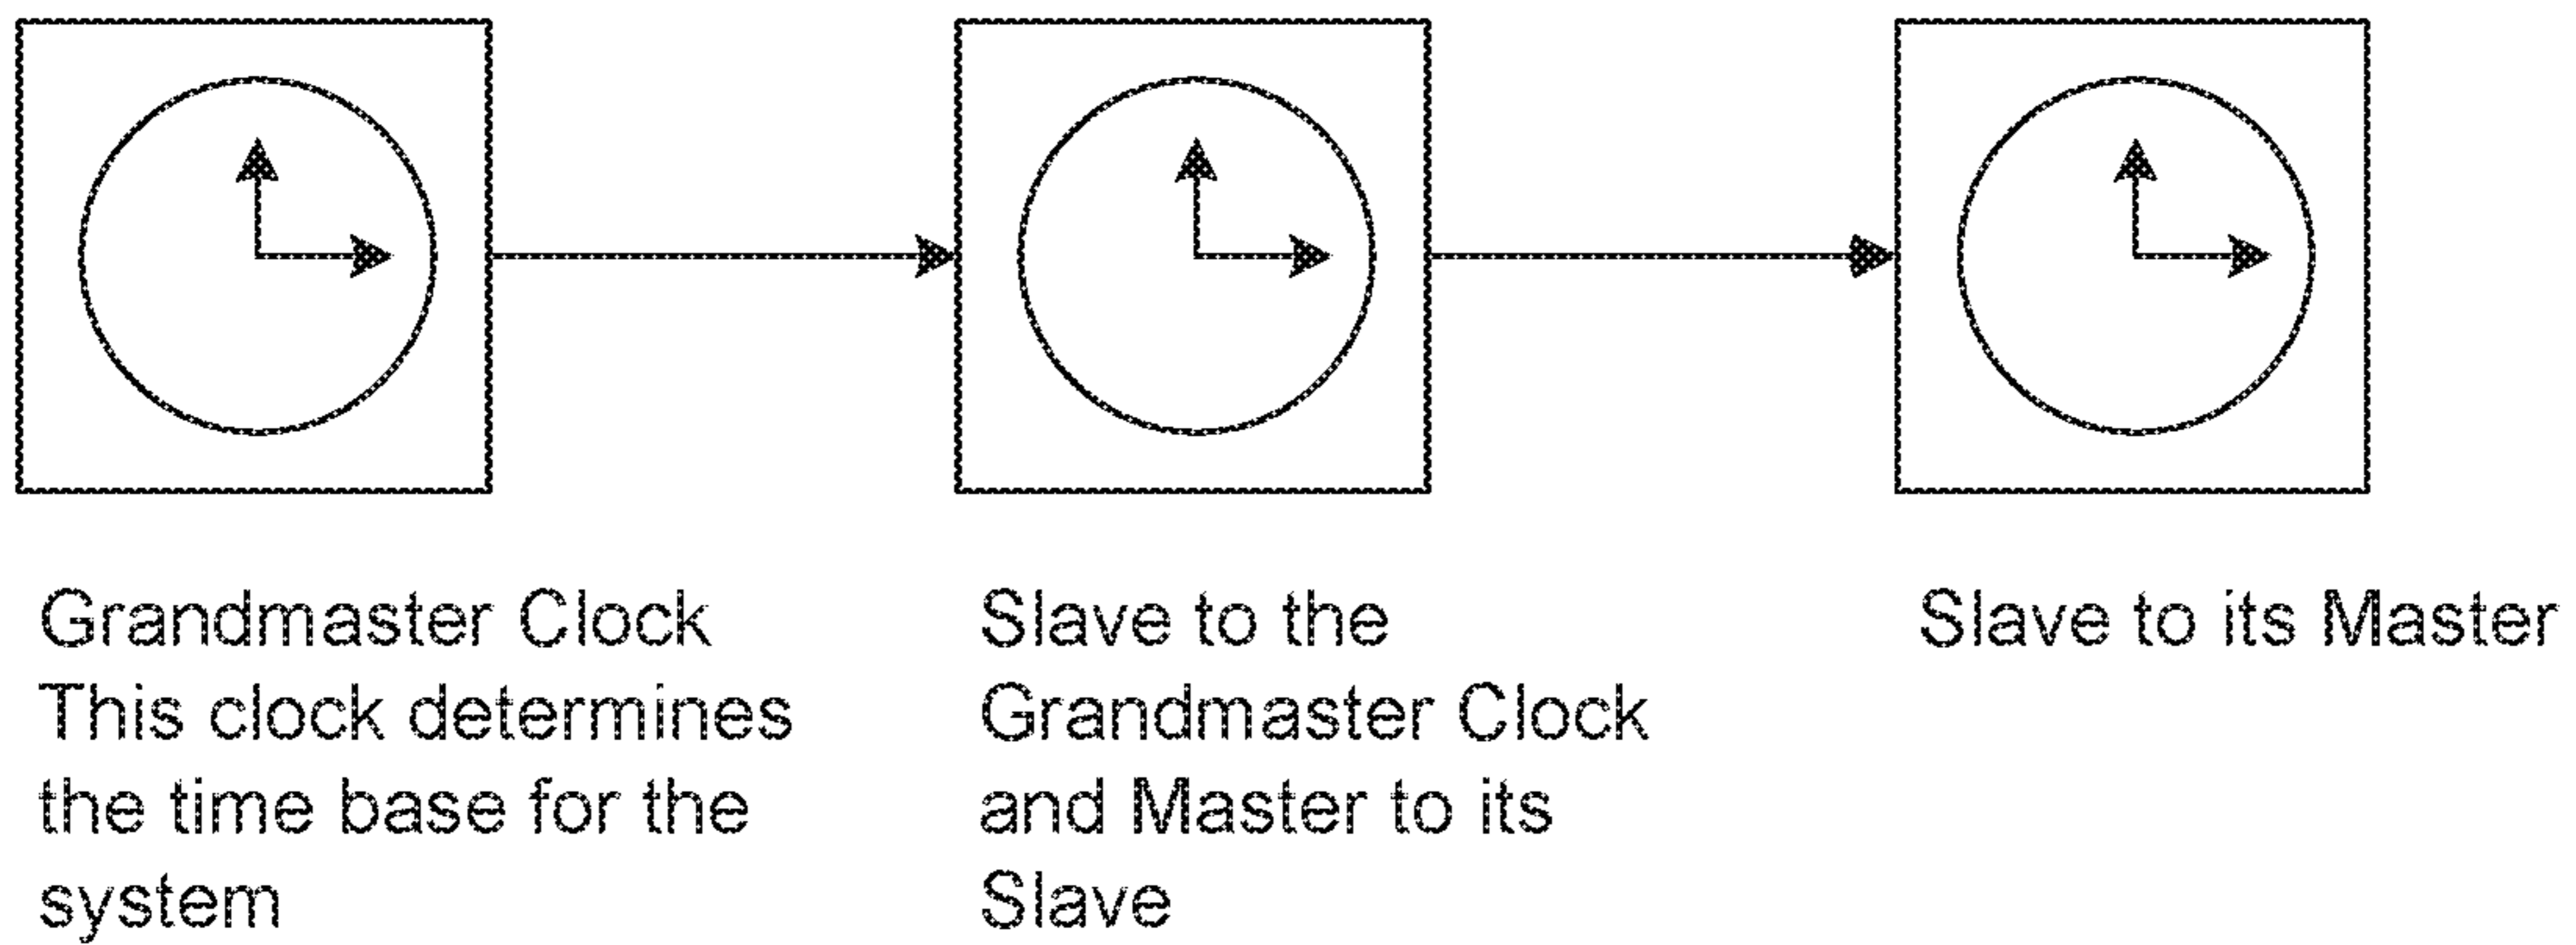 Grandmaster Clock
This clock determines
the time base for the
system
Slave to the
Grandmaster Clock
and Master to its
Slave
Slave to its Master